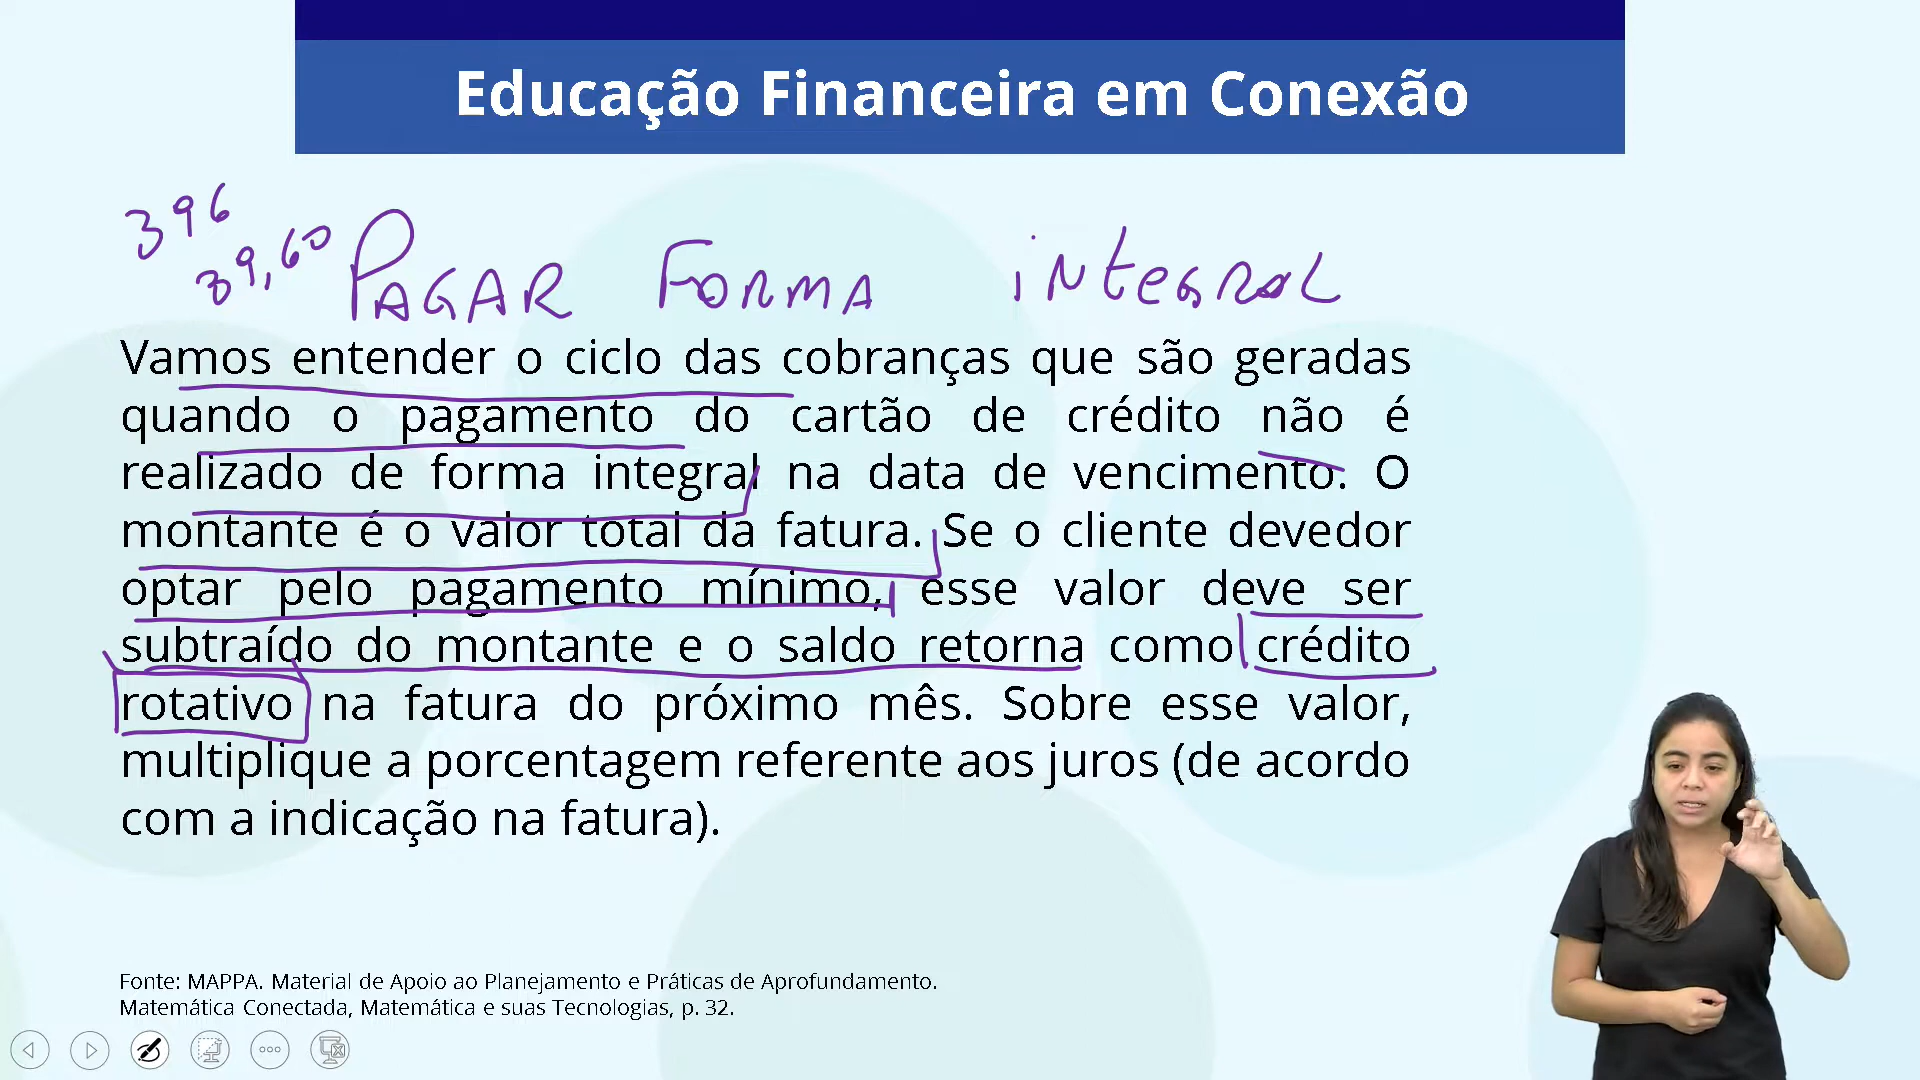 Educação Financeira em Conexão
396
39,60
PAGAR FORMA INTEGRAL
Vamos entender o ciclo das cobranças que são geradas
quando o pagamento do cartão de crédito não é
realizado de forma integral na data de vencimento. O
montante é o valor total da fatura. Se o cliente devedor
optar pelo pagamento mínimo, esse valor deve ser
subtraído do montante e o saldo retorna como crédito
rotativo na fatura do próximo mês. Sobre esse valor,
multiplique a porcentagem referente aos juros (de acordo
com a indicação na fatura).
Fonte: MAPPA. Material de Apoio ao Planejamento e Práticas de Aprofundamento.
Matemática Conectada, Matemática e suas Tecnologias, p. 32.